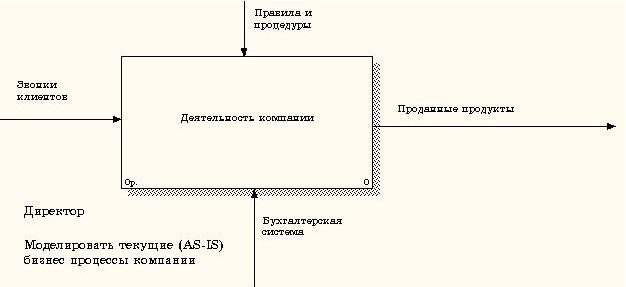 Правила и
процедуры
Звонки
клиентов
Деятельность компании
Проданные продукты
0р.
0
Директор
Бухгалтерская
система
Моделировать текущие (AS-IS)
бизнес процессы компании